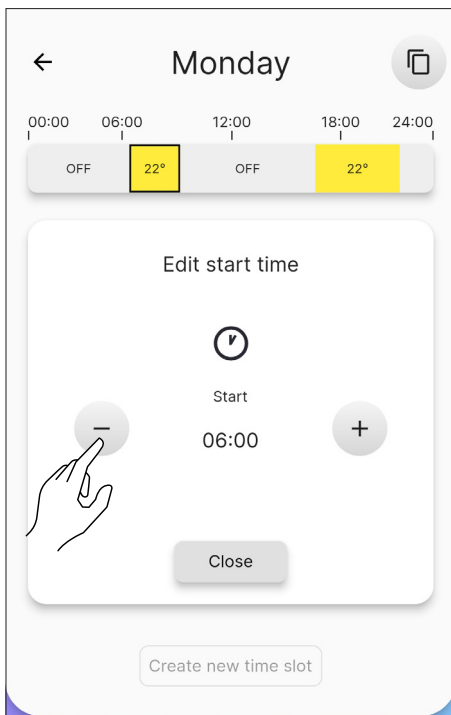 Monday
00:00 06:00 12:00 18:00 24:00
OFF 22° OFF 22°
Edit start time
Start
06:00
Close
Create new time slot